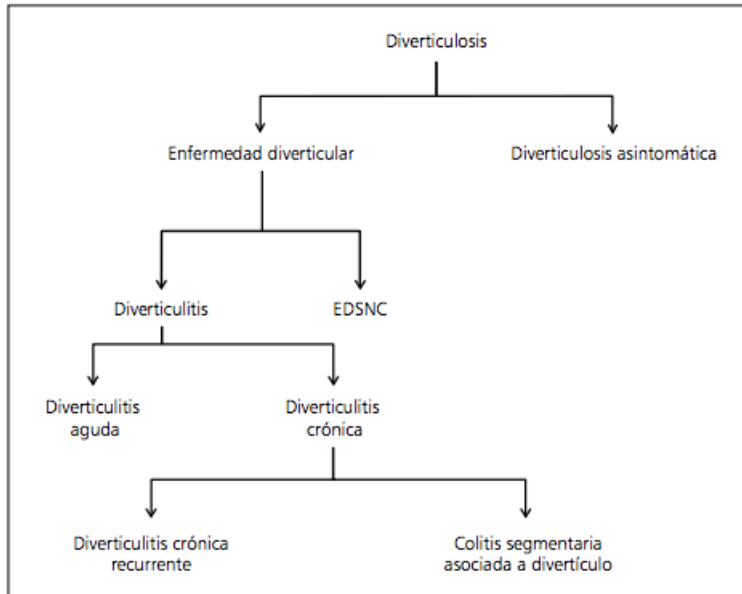 Diverticulosis
Enfermedad diverticular
Diverticulosis asintomática
Diverticulitis
EDSNC
Diverticulitis
aguda
Diverticulitis
crónica
Diverticulitis crónica
recurrente
Colitis segmentaria
asociada a divertículo